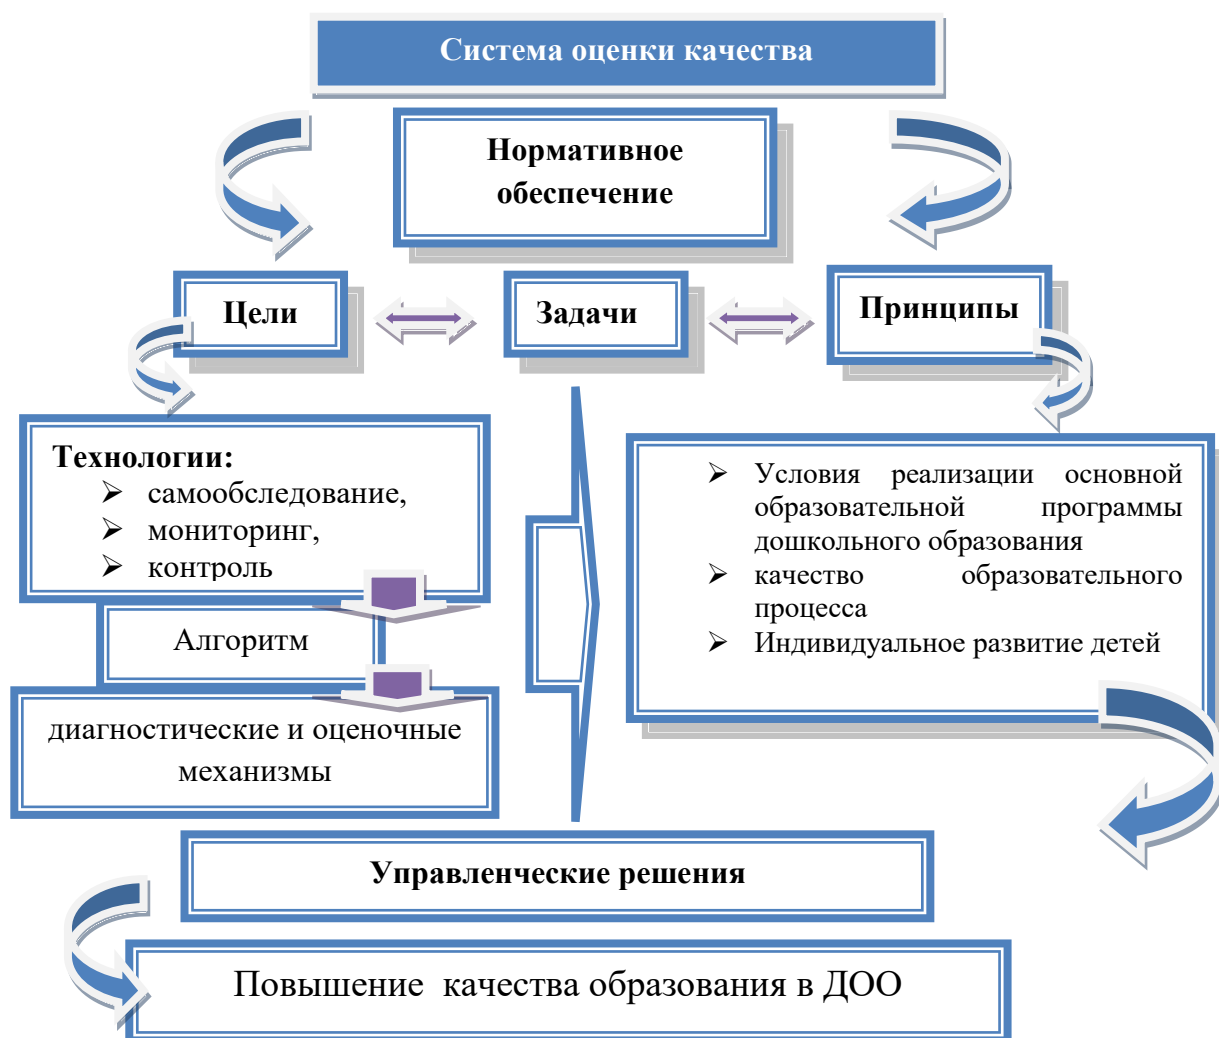 Система оценки качества
Нормативное
обеспечение
Цели
Задачи
Принципы
Технологии:
➢ самообследование,
➢ мониторинг,
➢ контроль
Алгоритм
диагностические и оценочные
механизмы
➢ Условия реализации основной
образовательной программы
дошкольного образования
➢ качество образовательного
процесса
➢ Индивидуальное развитие детей
Управленческие решения
Повышение качества образования в ДОО